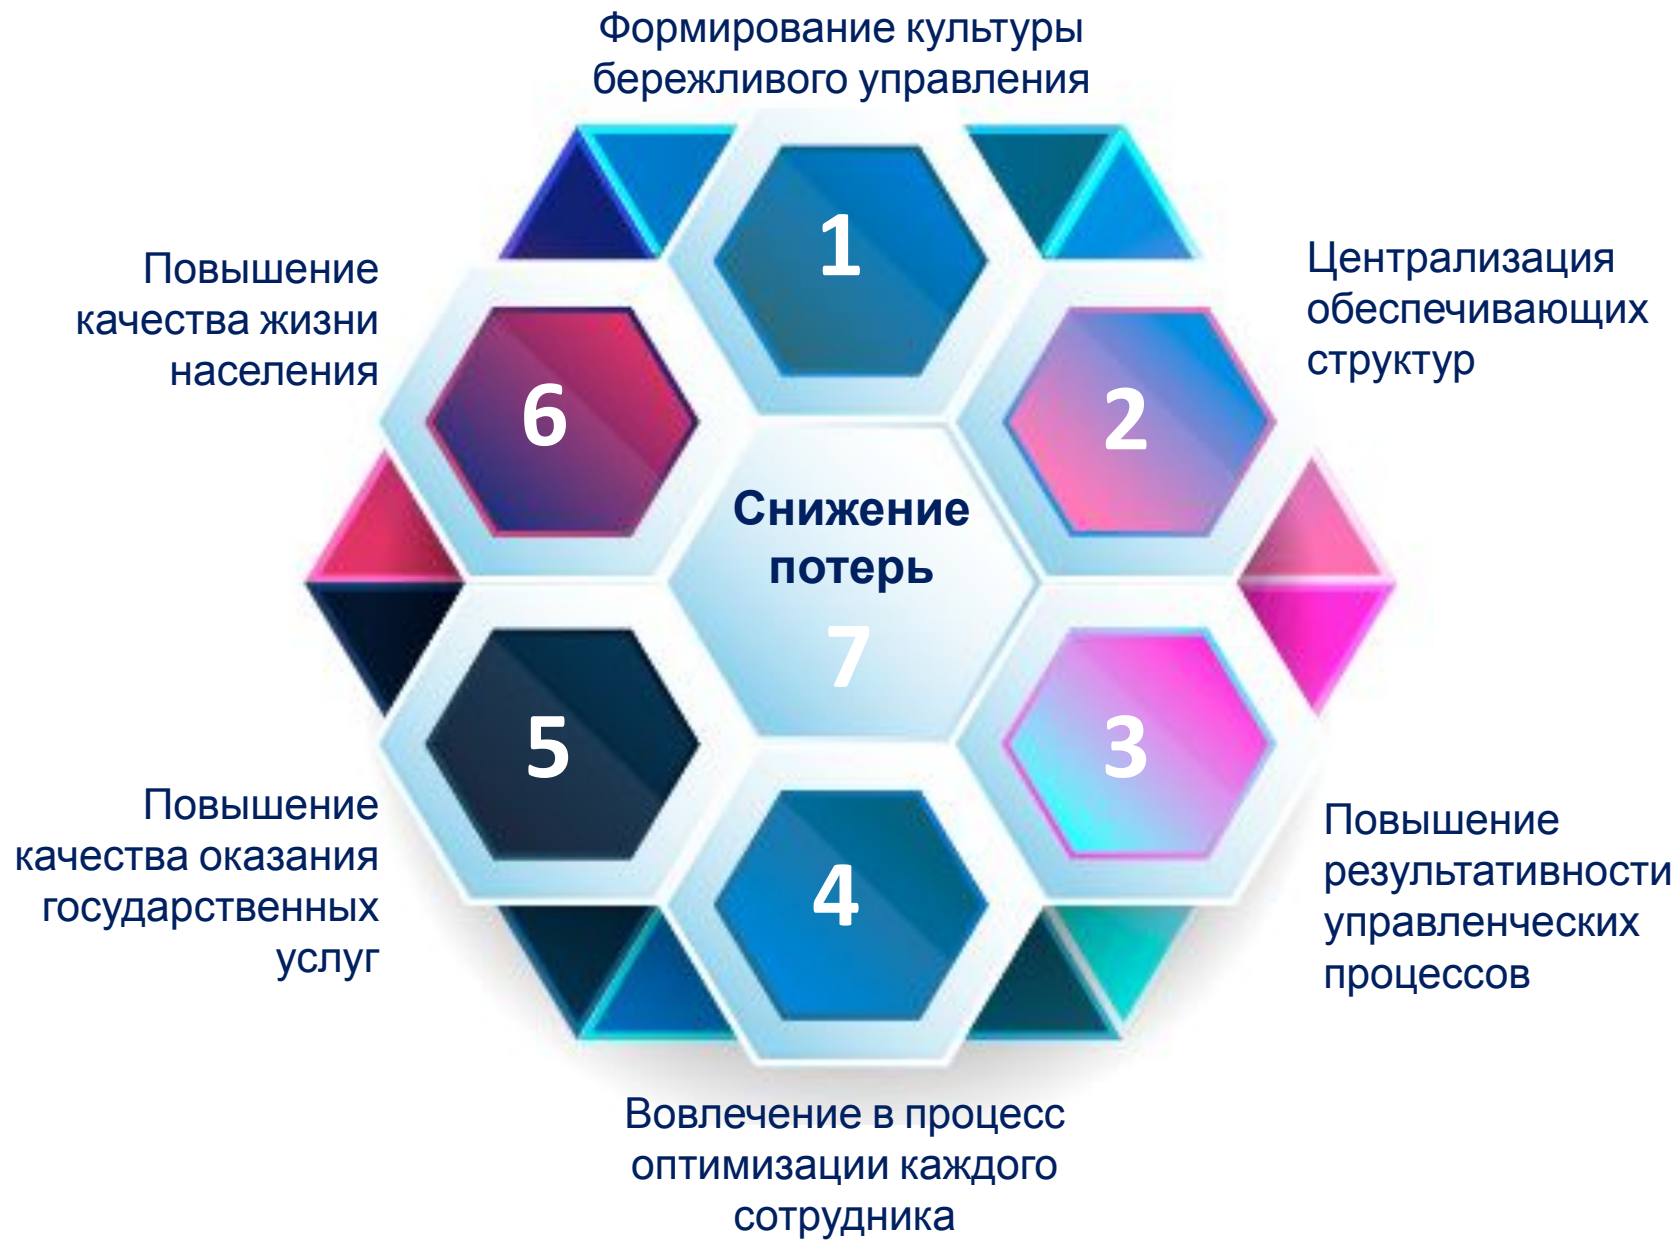 Формирование культуры
бережливого управления
1
Централизация
обеспечивающих
структур
2
Повышение
результативности
управленческих
процессов
3
Вовлечение в процесс
оптимизации каждого
сотрудника
4
Повышение
качества оказания
государственных
услуг
5
Повышение
качества жизни
населения
6
Снижение
потерь
7